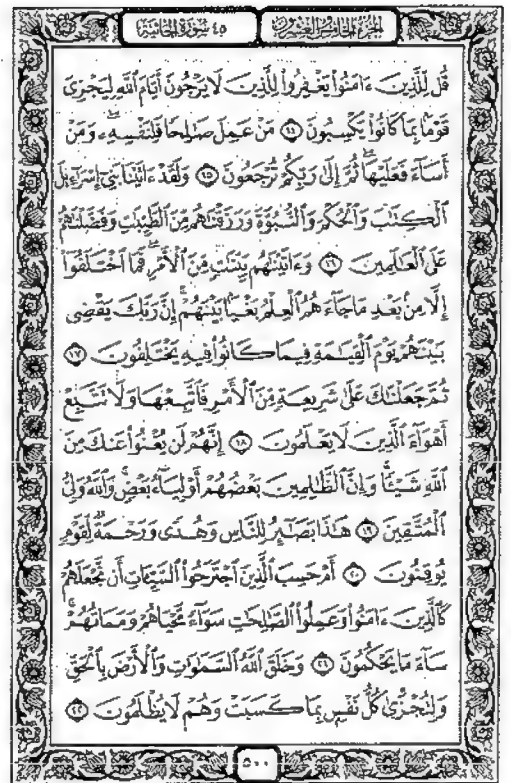 الجزء الخامس والعشرون ٤٥ سورة الجاثية
قُل لِّلَّذِينَ ءَامَنُوا۟ يَغْفِرُوا۟ لِلَّذِينَ لَا يَرْجُونَ أَيَّامَ ٱللَّهِ لِيَجْزِىَ
قَوْمًۢا بِمَا كَانُوا۟ يَكْسِبُونَ ١٤ مَنْ عَمِلَ صَٰلِحًا فَلِنَفْسِهِۦ وَمَنْ
أَسَآءَ فَعَلَيْهَا ۖ ثُمَّ إِلَىٰ رَبِّكُمْ تُرْجَعُونَ ١٥ وَلَقَدْ ءَاتَيْنَا بَنِىٓ إِسْرَٰٓءِيلَ
ٱلْكِتَٰبَ وَٱلْحُكْمَ وَٱلنُّبُوَّةَ وَرَزَقْنَٰهُم مِّنَ ٱلطَّيِّبَٰتِ وَفَضَّلْنَٰهُمْ
عَلَى ٱلْعَٰلَمِينَ ١٦ وَءَاتَيْنَٰهُم بَيِّنَٰتٍ مِّنَ ٱلْأَمْرِ ۖ فَمَا ٱخْتَلَفُوٓا۟
إِلَّا مِنۢ بَعْدِ مَا جَآءَهُمُ ٱلْعِلْمُ بَغْيًۢا بَيْنَهُمْ ۚ إِنَّ رَبَّكَ يَقْضِى
بَيْنَهُمْ يَوْمَ ٱلْقِيَٰمَةِ فِيمَا كَانُوا۟ فِيهِ يَخْتَلِفُونَ ١٧
ثُمَّ جَعَلْنَٰكَ عَلَىٰ شَرِيعَةٍ مِّنَ ٱلْأَمْرِ فَٱتَّبِعْهَا وَلَا تَتَّبِعْ
أَهْوَآءَ ٱلَّذِينَ لَا يَعْلَمُونَ ١٨ إِنَّهُمْ لَن يُغْنُوا۟ عَنكَ مِنَ
ٱللَّهِ شَيْـًٔا ۚ وَإِنَّ ٱلظَّٰلِمِينَ بَعْضُهُمْ أَوْلِيَآءُ بَعْضٍ ۖ وَٱللَّهُ وَلِىُّ
ٱلْمُتَّقِينَ ١٩ هَٰذَا بَصَٰٓئِرُ لِلنَّاسِ وَهُدًى وَرَحْمَةٌ لِّقَوْمٍ
يُوقِنُونَ ٢٠ أَمْ حَسِبَ ٱلَّذِينَ ٱجْتَرَحُوا۟ ٱلسَّيِّـَٔاتِ أَن نَّجْعَلَهُمْ
كَٱلَّذِينَ ءَامَنُوا۟ وَعَمِلُوا۟ ٱلصَّٰلِحَٰتِ سَوَآءً مَّحْيَاهُمْ وَمَمَاتُهُمْ ۚ
سَآءَ مَا يَحْكُمُونَ ٢١ وَخَلَقَ ٱللَّهُ ٱلسَّمَٰوَٰتِ وَٱلْأَرْضَ بِٱلْحَقِّ
وَلِتُجْزَىٰ كُلُّ نَفْسٍۭ بِمَا كَسَبَتْ وَهُمْ لَا يُظْلَمُونَ ٢٢
٥٠٠